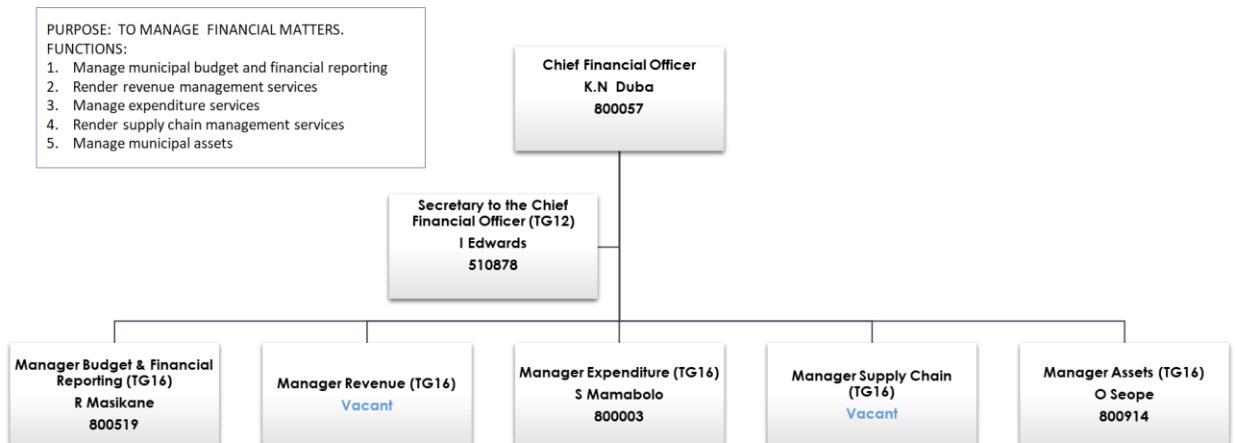 PURPOSE: TO MANAGE FINANCIAL MATTERS.
FUNCTIONS:
1. Manage municipal budget and financial reporting
2. Render revenue management services
3. Manage expenditure services
4. Render supply chain management services
5. Manage municipal assets
Chief Financial Officer
K.N Duba
800057
Secretary to the Chief
Financial Officer (TG12)
I Edwards
510878
Manager Budget & Financial
Reporting (TG16)
R Masikane
800519
Manager Revenue (TG16)
Vacant
Manager Expenditure (TG16)
S Mamabolo
800003
Manager Supply Chain
(TG16)
Vacant
Manager Assets (TG16)
O Seope
800914